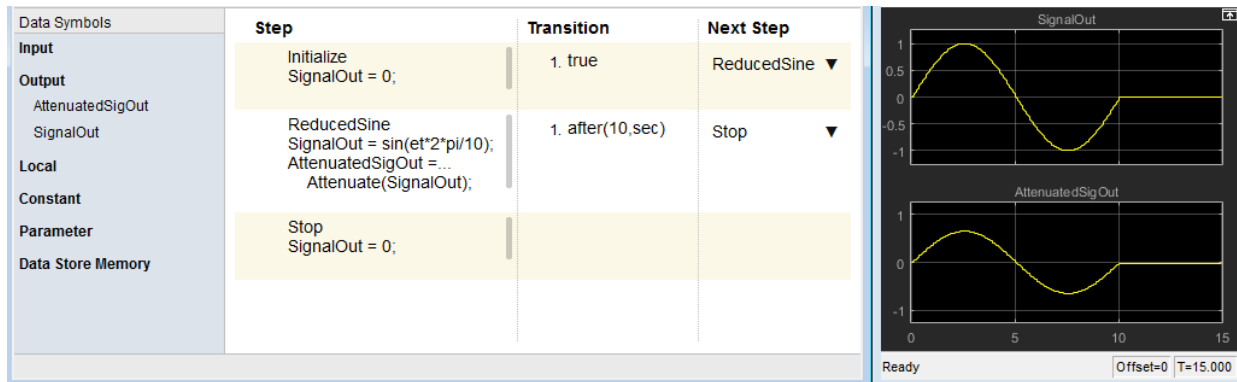 Data Symbols
Input
Output
AttenuatedSigOut
SignalOut
Local
Constant
Parameter
Data Store Memory
Step Transition Next Step
Initialize
SignalOut = 0;
1. true
ReducedSine ▼
ReducedSine
SignalOut = sin(et*2*pi/10);
AttenuatedSigOut =...
Attenuate(SignalOut);
1. after(10,sec)
Stop ▼
Stop
SignalOut = 0;
SignalOut
1
0.5
0
-0.5
-1
AttenuatedSigOut
1
0
-1
0 5 10 15
Ready Offset=0 T=15.000